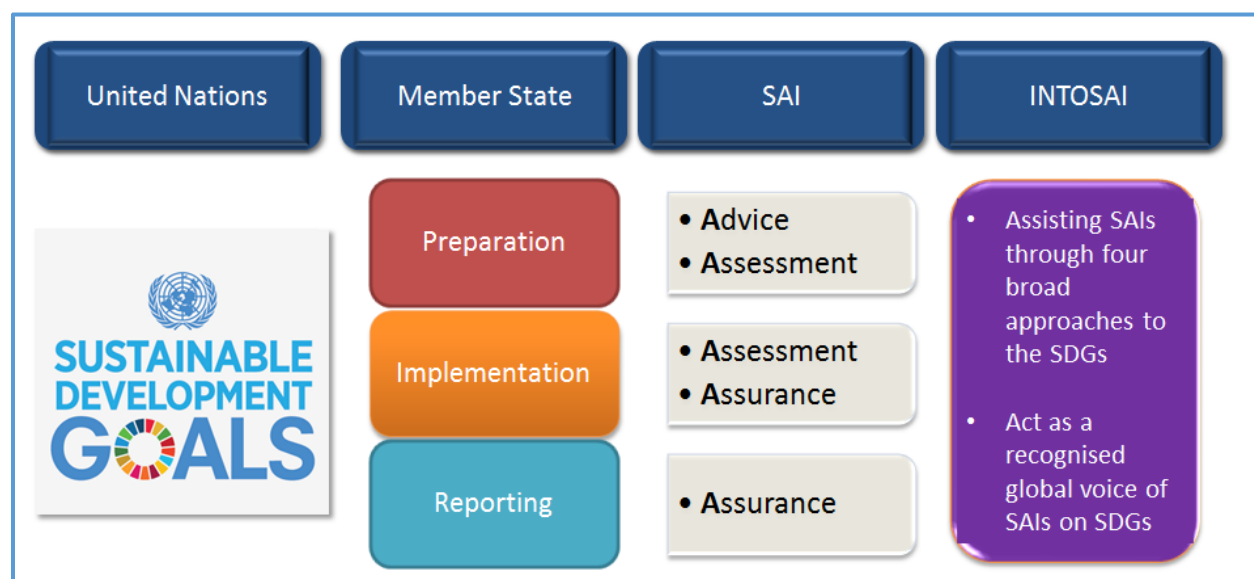 United Nations
Member State
SAI
INTOSAI
SUSTAINABLE
DEVELOPMENT
GOALS
Preparation
Implementation
Reporting
• Advice
• Assessment
• Assessment
• Assurance
• Assurance
• Assisting SAIs
through four
broad
approaches to
the SDGs
• Act as a
recognised
global voice of
SAIs on SDGs